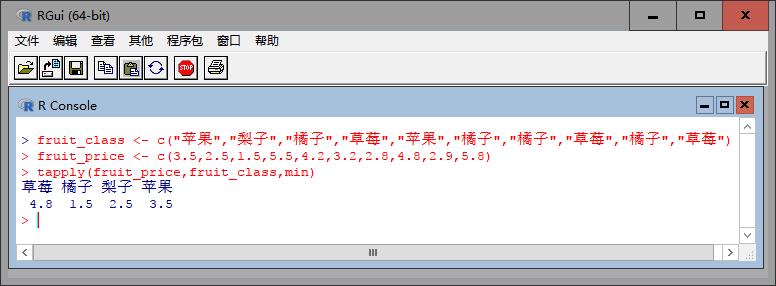 RGui (64-bit)
文件 编辑 查看 其他 程序包 窗口 帮助
STOP
R Console
> fruit_class <- c("苹果","梨子","橘子","草莓","苹果","橘子","橘子","草莓","橘子","草莓")
> fruit_price <- c(3.5,2.5,1.5,5.5,4.2,3.2,2.8,4.8,2.9,5.8)
> tapply(fruit_price,fruit_class,min)
草莓 橘子 梨子 苹果
4.8 1.5 2.5 3.5
>